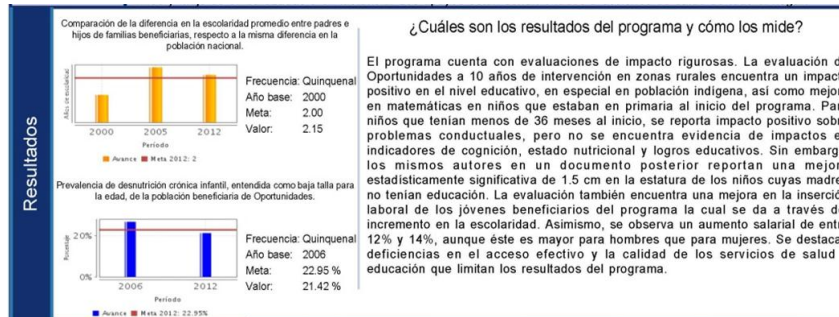 Comparación de la diferencia en la escolaridad promedio entre padres e
hijos de familias beneficiarias, respecto a la misma diferencia en la
población nacional.
Años de escolaridad
2000 2005 2012
Periodo
Avance Meta 2012: 2
Frecuencia: Quinquenal
Año base: 2000
Meta: 2.00
Valor: 2.15
Prevalencia de desnutrición crónica infantil, entendida como baja talla para
la edad, de la población beneficiaria de Oportunidades.
Porcentaje
20%
0%
2006 2012
Periodo
Avance Meta 2012: 22.95%
Frecuencia: Quinquenal
Año base: 2006
Meta: 22.95 %
Valor: 21.42 %
Resultados
¿Cuáles son los resultados del programa y cómo los mide?
El programa cuenta con evaluaciones de impacto rigurosas. La evaluación d
Oportunidades a 10 años de intervención en zonas rurales encuentra un impact
positivo en el nivel educativo, en especial en población indígena, así como mejor
en matemáticas en niños que estaban en primaria al inicio del programa. Par
niños que tenían menos de 36 meses al inicio, se reporta impacto positivo sobr
problemas conductuales, pero no se encuentra evidencia de impactos e
indicadores de cognición, estado nutricional y logros educativos. Sin embarg
los mismos autores en un documento posterior reportan una mejor
estadísticamente significativa de 1.5 cm en la estatura de los niños cuyas madre
no tenían educación. La evaluación también encuentra una mejora en la inserció
laboral de los jóvenes beneficiarios del programa la cual se da a través de
incremento en la escolaridad. Asimismo, se observa un aumento salarial de entr
12% y 14%, aunque éste es mayor para hombres que para mujeres. Se destaca
deficiencias en el acceso efectivo y la calidad de los servicios de salud
educación que limitan los resultados del programa.